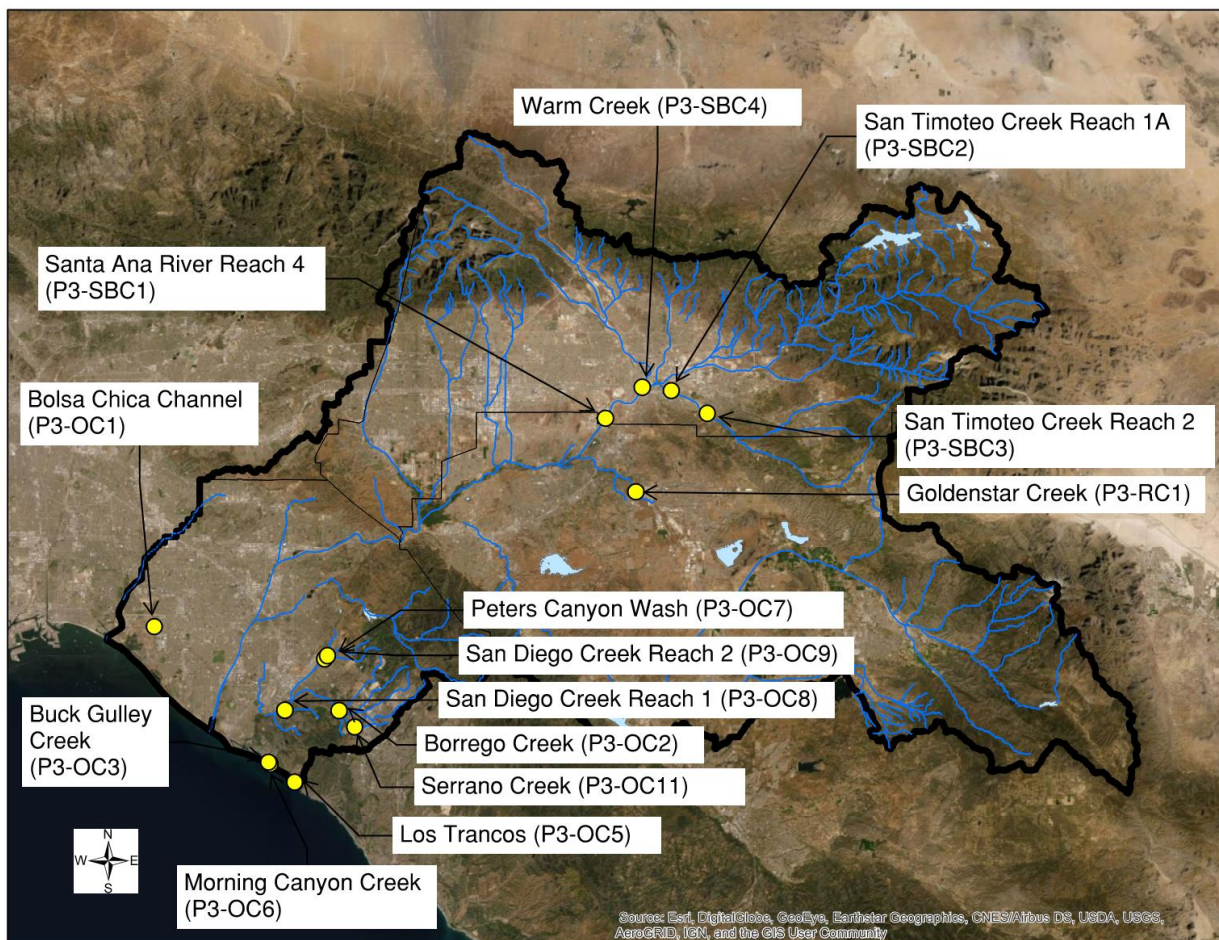 Warm Creek (P3-SBC4)
San Timoteo Creek Reach 1A
(P3-SBC2)
Santa Ana River Reach 4
(P3-SBC1)
Bolsa Chica Channel
(P3-OC1)
San Timoteo Creek Reach 2
(P3-SBC3)
Goldenstar Creek (P3-RC1)
Peters Canyon Wash (P3-OC7)
San Diego Creek Reach 2 (P3-OC9)
San Diego Creek Reach 1 (P3-OC8)
Buck Gulley
Creek
(P3-OC3)
Borrego Creek (P3-OC2)
Serrano Creek (P3-OC11)
Los Trancos (P3-OC5)
N
W E
S
Morning Canyon Creek
(P3-OC6)
Source: Esri, DigitalGlobe, GeoEye, Earthstar Geographics, CNES/Airbus DS, USDA, USGS,
AeroGRID, IGN, and the GIS User Community